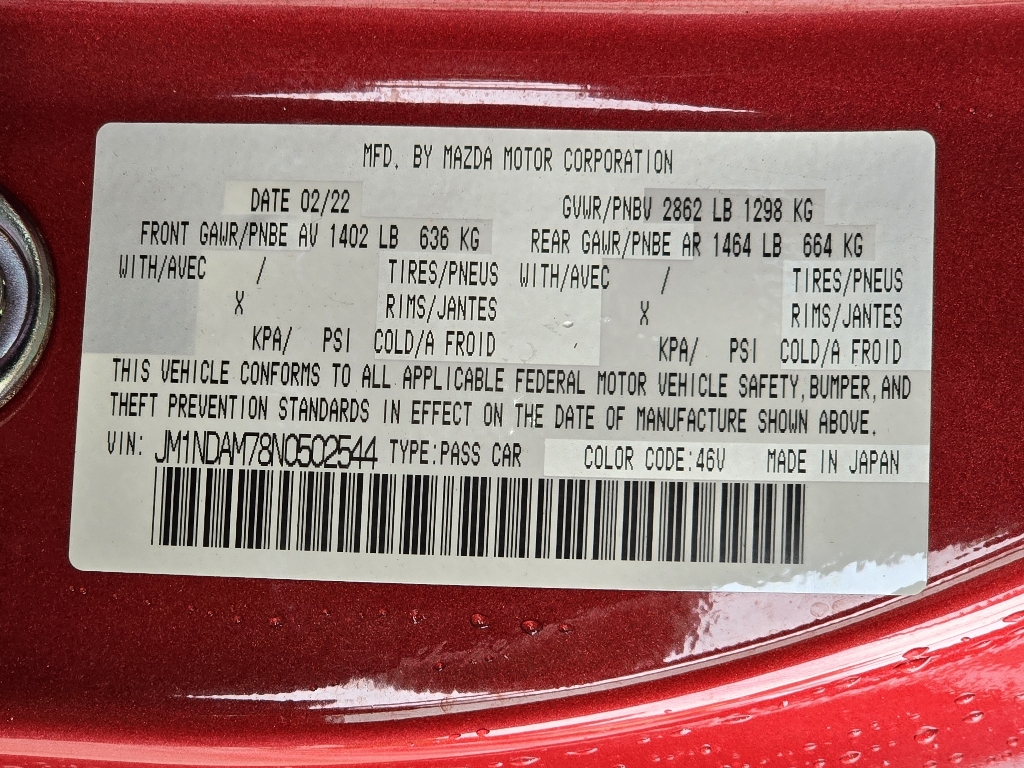 MFD. BY MAZDA MOTOR CORPORATION
DATE 02/22 GVWR/PNBV 2862 LB 1298 KG
FRONT GAWR/PNBE AV 1402 LB 636 KG REAR GAWR/PNBE AR 1464 LB 664 KG
WITH/AVEC / TIRES/PNEUS WITH/AVEC / TIRES/PNEUS
X RIMS/JANTES X RIMS/JANTES
KPA/ PSI COLD/A FROID KPA/ PSI COLD/A FROID
THIS VEHICLE CONFORMS TO ALL APPLICABLE FEDERAL MOTOR VEHICLE SAFETY,BUMPER,AND
THEFT PREVENTION STANDARDS IN EFFECT ON THE DATE OF MANUFACTURE SHOWN ABOVE.
VIN: JM1NDAM78N0502544 TYPE:PASS CAR COLOR CODE:46V MADE IN JAPAN